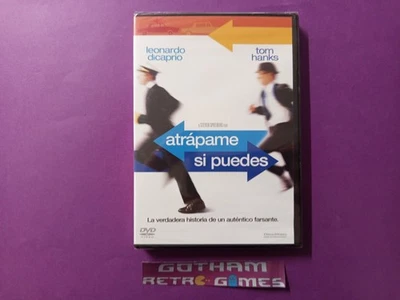 leonardo
dicaprio
tom
hanks
atrápame
si puedes
La verdadera historia de un auténtico farsante.
DVD
GOTHAM
RETRO GAMES